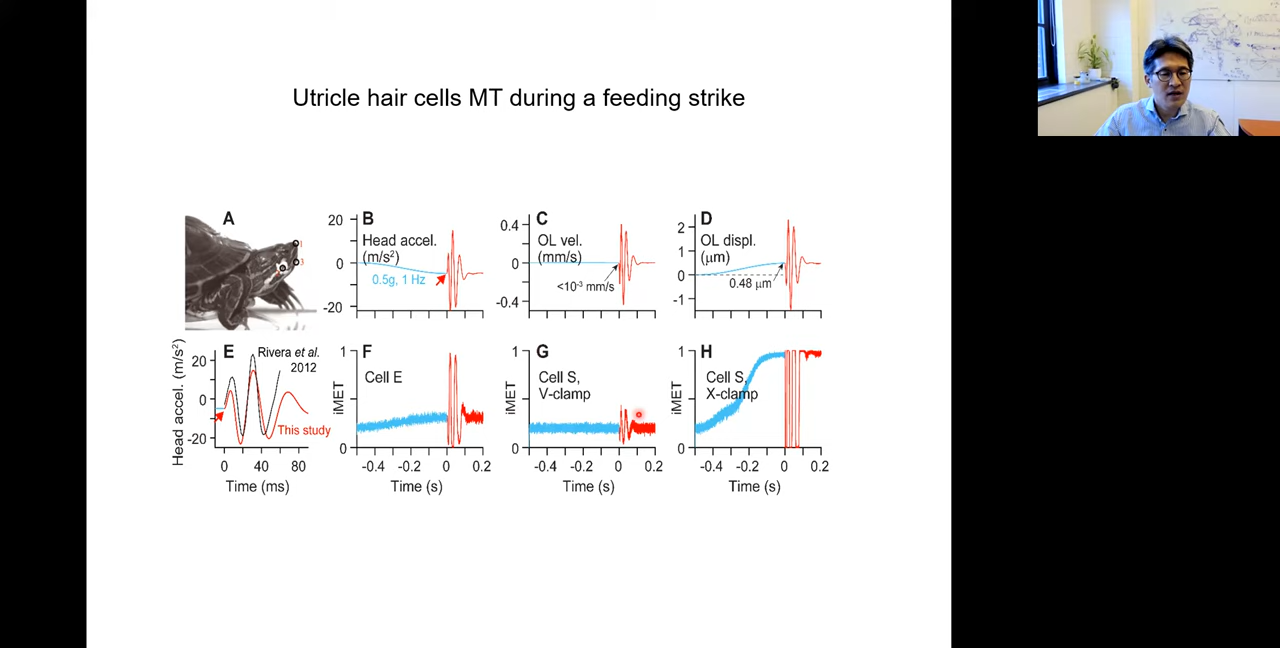 Utricle hair cells MT during a feeding strike
A
B
Head accel.
(m/s²)
20
0
-20
0.5g, 1 Hz
C
OL vel.
(mm/s)
0.4
0
-0.4
<10⁻³ mm/s
D
OL displ.
(μm)
2
1
0
-1
0.48 μm
E
Rivera et al.
2012
This study
Head accel. (m/s²)
20
0
-20
0 40 80
Time (ms)
F
Cell E
iMET
1
0
-0.4 -0.2 0 0.2
Time (s)
G
Cell S,
V-clamp
iMET
1
0
-0.4 -0.2 0 0.2
Time (s)
H
Cell S,
X-clamp
iMET
1
0
-0.4 -0.2 0 0.2
Time (s)